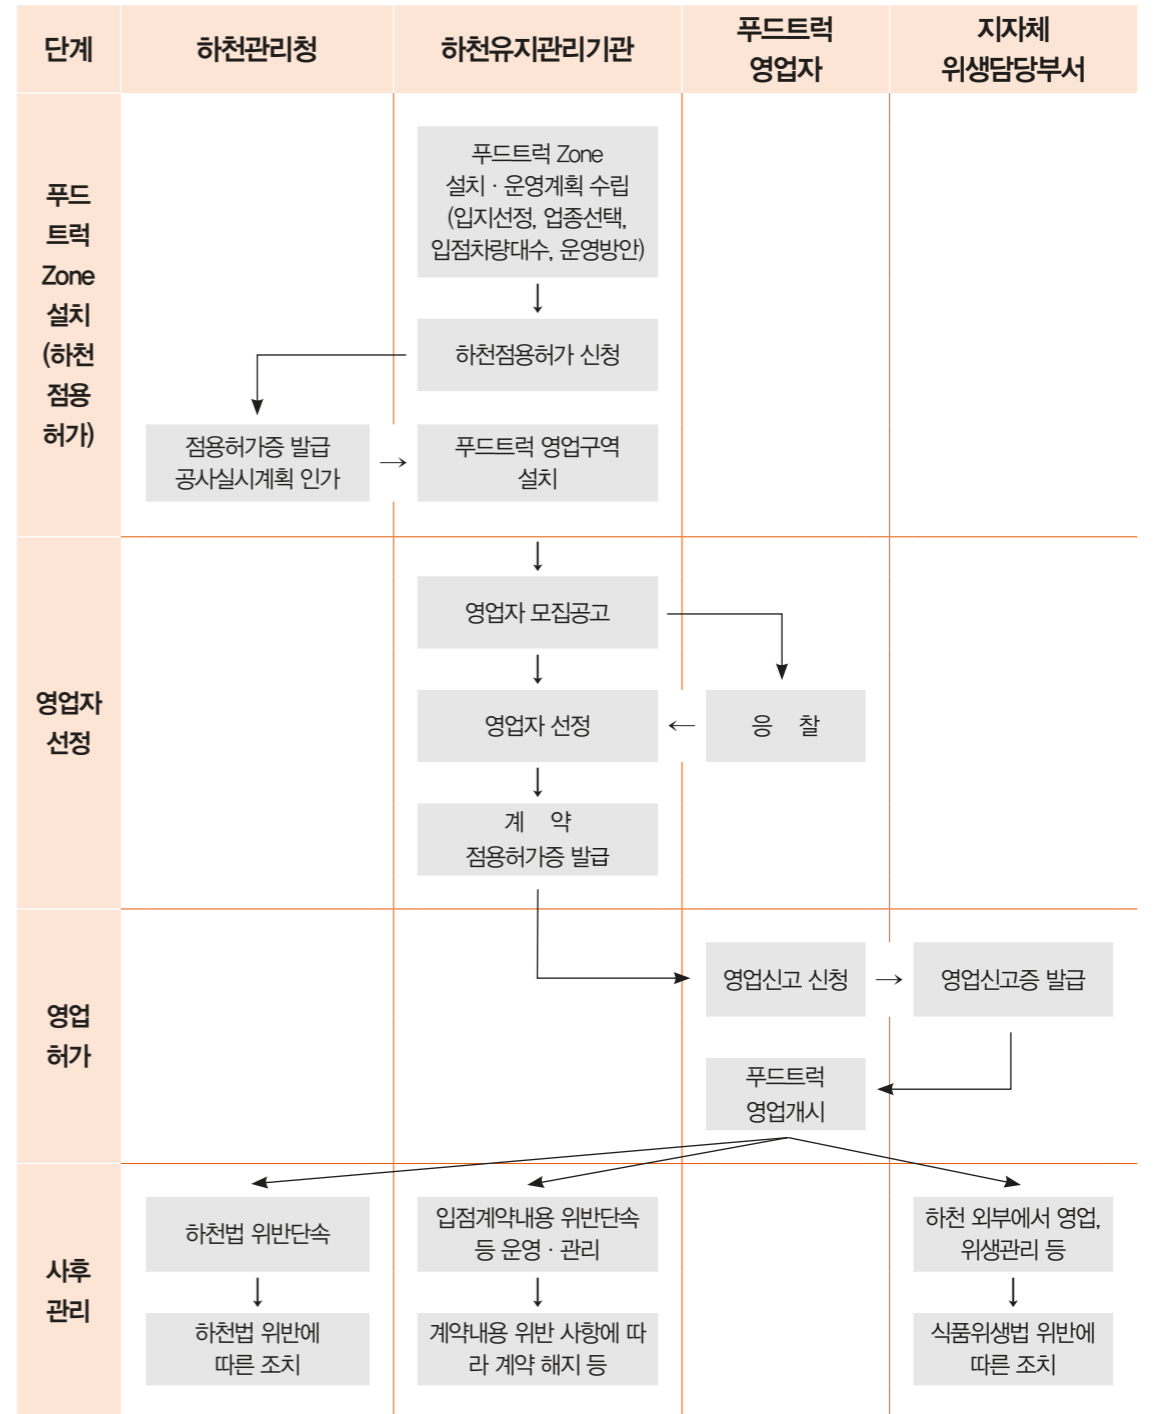 단계
하천관리청
하천유지관리기관
푸드트럭
영업자
지자체
위생담당부서
푸드
트럭
Zone
설치
(하천
점용
허가)
푸드트럭 Zone
설치 · 운영계획 수립
(입지선정, 업종선택,
입점차량대수, 운영방안)
하천점용허가 신청
점용허가증 발급
공사실시계획 인가
푸드트럭 영업구역
설치
영업자
선정
영업자 모집공고
영업자 선정
응 찰
계 약
점용허가증 발급
영업
허가
영업신고 신청
영업신고증 발급
푸드트럭
영업개시
사후
관리
하천법 위반단속
입점계약내용 위반단속
등 운영 · 관리
하천 외부에서 영업,
위생관리 등
하천법 위반에
따른 조치
계약내용 위반 사항에 따
라 계약 해지 등
식품위생법 위반에
따른 조치